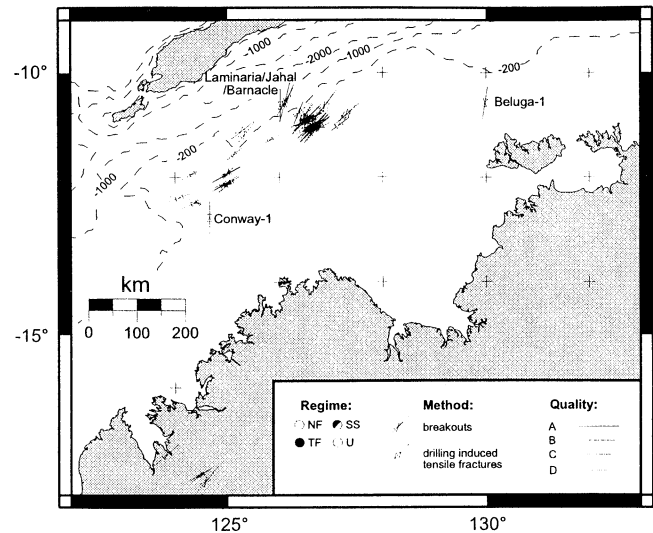 -10°
-15°
125°
130°
-1000
-2000
-1000
-200
-200
-1000
Laminaria/Jahal
/Barnacle
Beluga-1
Conway-1
km
0 100 200
Regime:
NF SS
TF U
Method:
breakouts
drilling induced
tensile fractures
Quality:
A
B
C
D